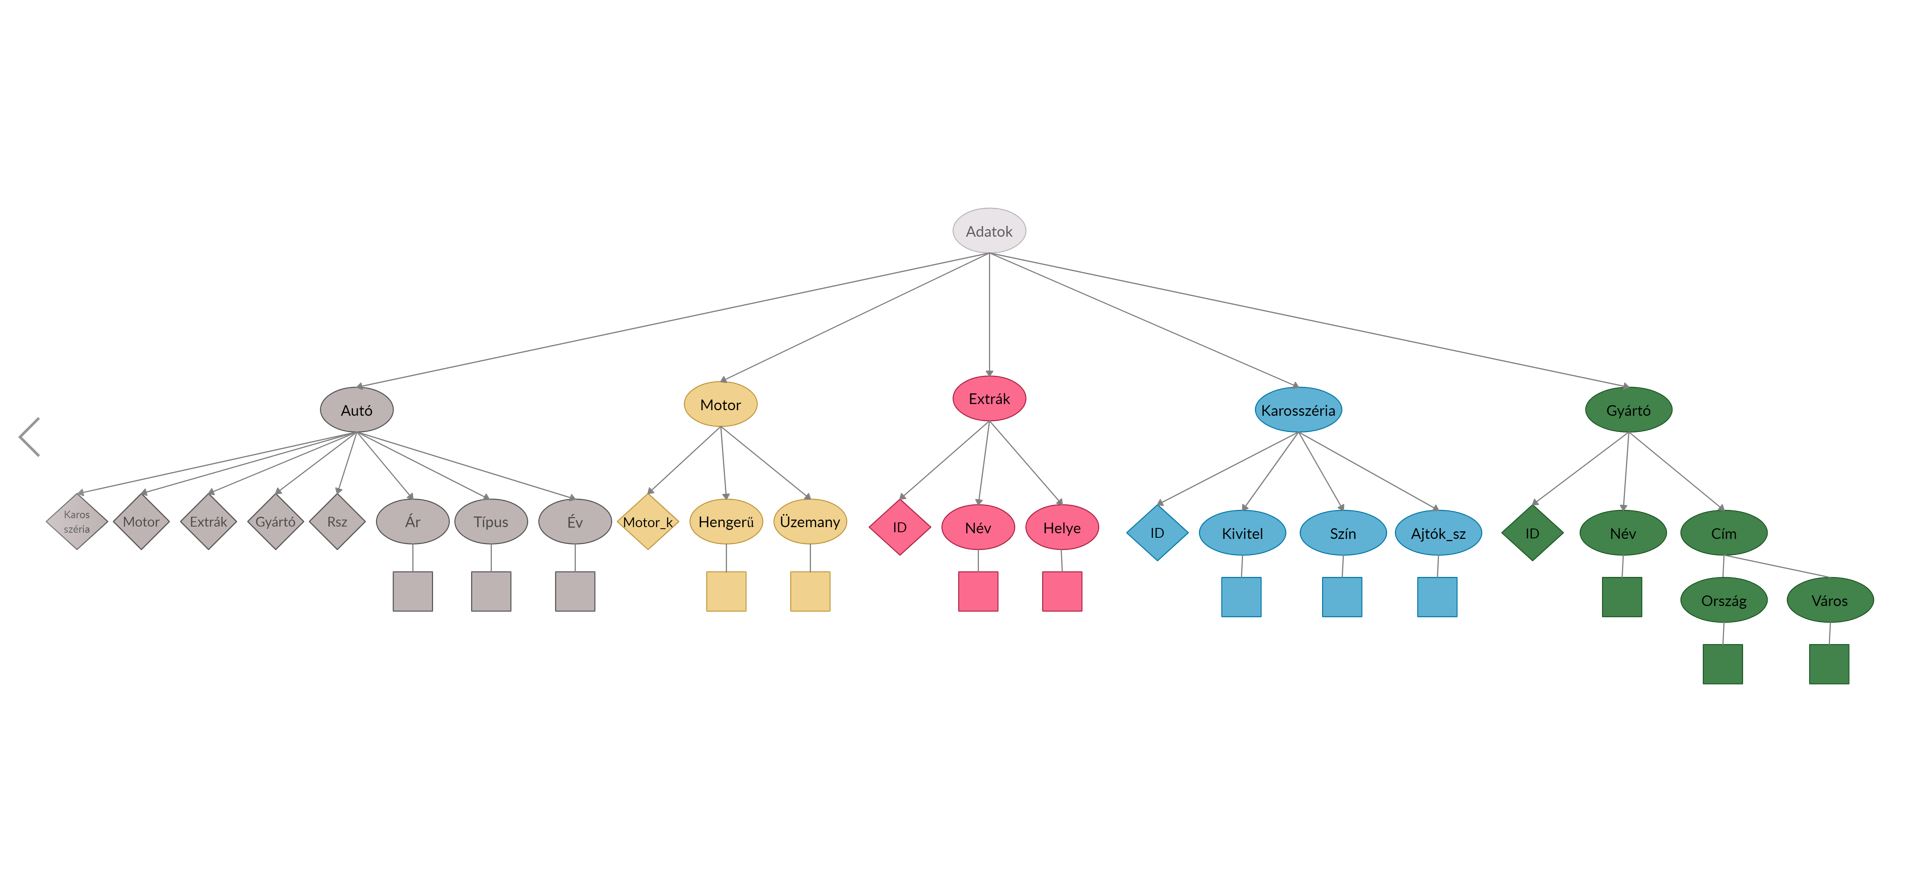 Adatok
Autó
Motor
Extrák
Karosszéria
Gyártó
Karos
széria
Motor
Extrák
Gyártó
Rsz
Ár
Típus
Év
Motor_k
Hengerű
Üzemany
ID
Név
Helye
ID
Kivitel
Szín
Ajtók_sz
ID
Név
Cím
Ország
Város